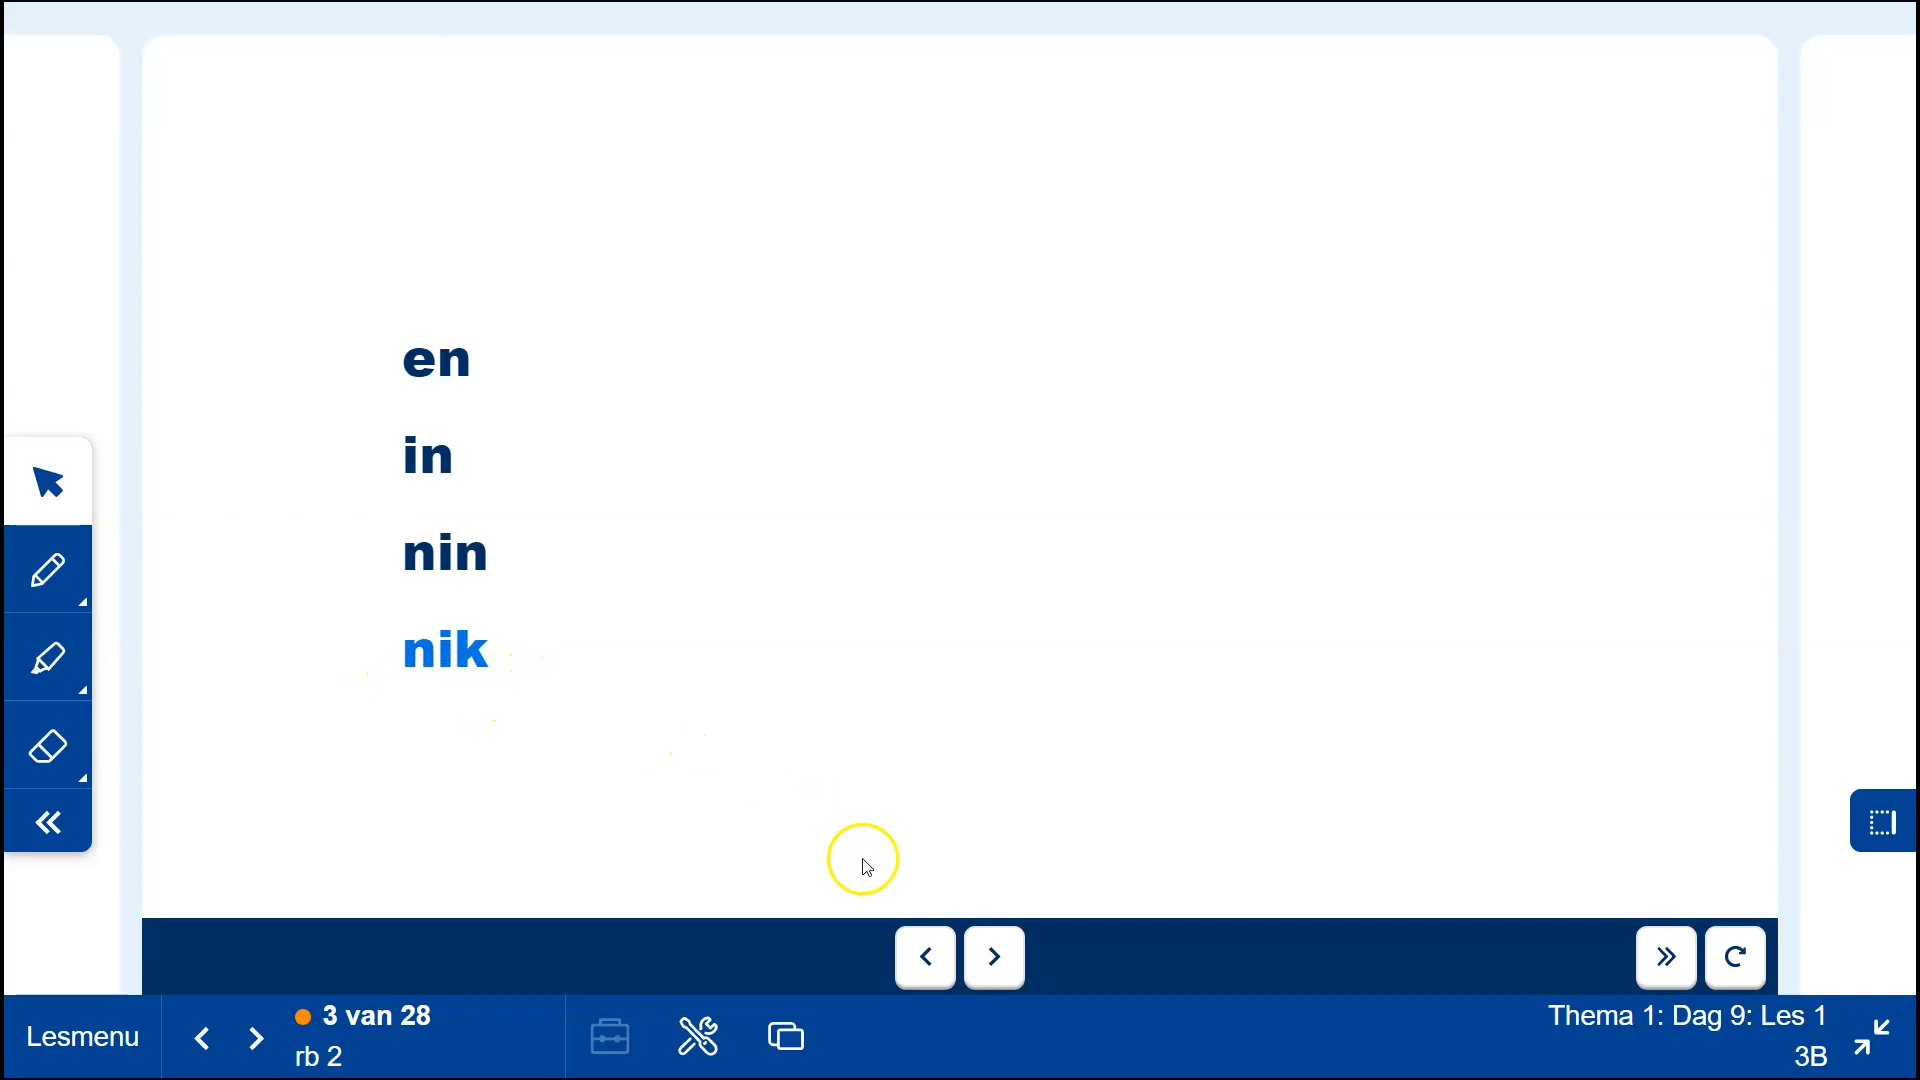 en
in
nin
nik
Lesmenu
3 van 28
rb 2
Thema 1: Dag 9: Les 1
3B